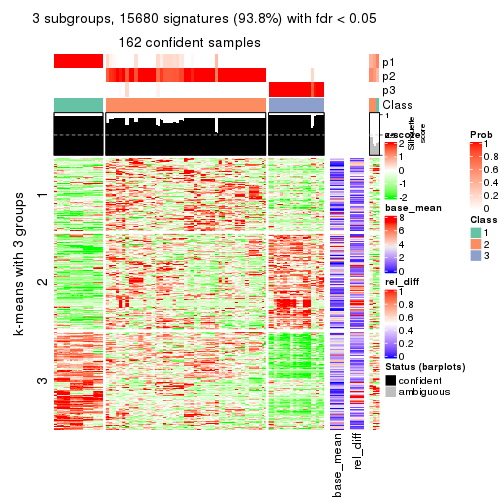 3 subgroups, 15680 signatures (93.8%) with fdr < 0.05
162 confident samples
p1
p2
p3
Class
1
Silhouette
score
k-means with 3 groups
1
2
3
base_mean
rel_diff
z-score
2
1
0
-1
-2
base_mean
8
6
4
2
0
rel_diff
1
0.8
0.6
0.4
0.2
0
Status (barplots)
confident
ambiguous
Prob
1
0.8
0.6
0.4
0.2
0
Class
1
2
3